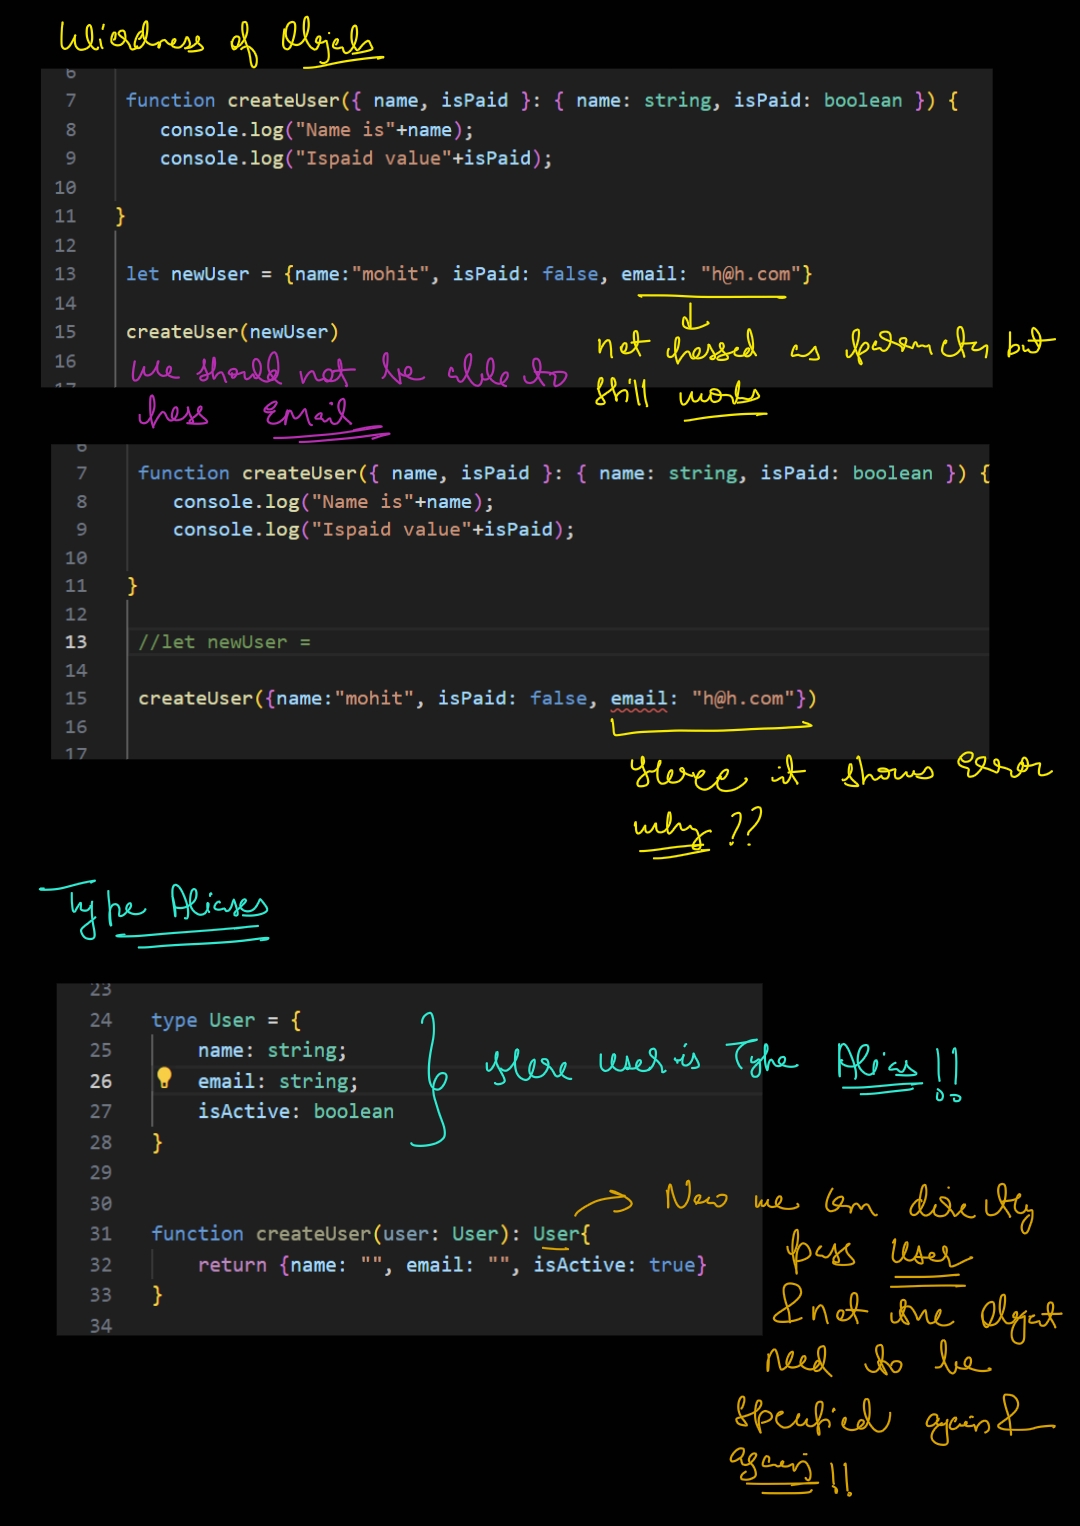 Wierdness of Objects
6
7 function createUser({ name, isPaid }: { name: string, isPaid: boolean }) {
8 console.log("Name is"+name);
9 console.log("Ispaid value"+isPaid);
10
11 }
12
13 let newUser = {name:"mohit", isPaid: false, email: "h@h.com"}
14
15 createUser(newUser)
16
17
not passed as parameter but
still works
We should not be able to
pass Email
6
7 function createUser({ name, isPaid }: { name: string, isPaid: boolean }) {
8 console.log("Name is"+name);
9 console.log("Ispaid value"+isPaid);
10
11 }
12
13 //let newUser =
14
15 createUser({name:"mohit", isPaid: false, email: "h@h.com"})
16
17
Here it shows Error
why ??
Type Aliases
23
24 type User = {
25 name: string;
26 email: string;
27 isActive: boolean
28 }
29
30
31 function createUser(user: User): User{
32 return {name: "", email: "", isActive: true}
33 }
34
Here user is Type Alias !!
Now we can directly
pass User
& not the Object
need to be
specified again &
again !!